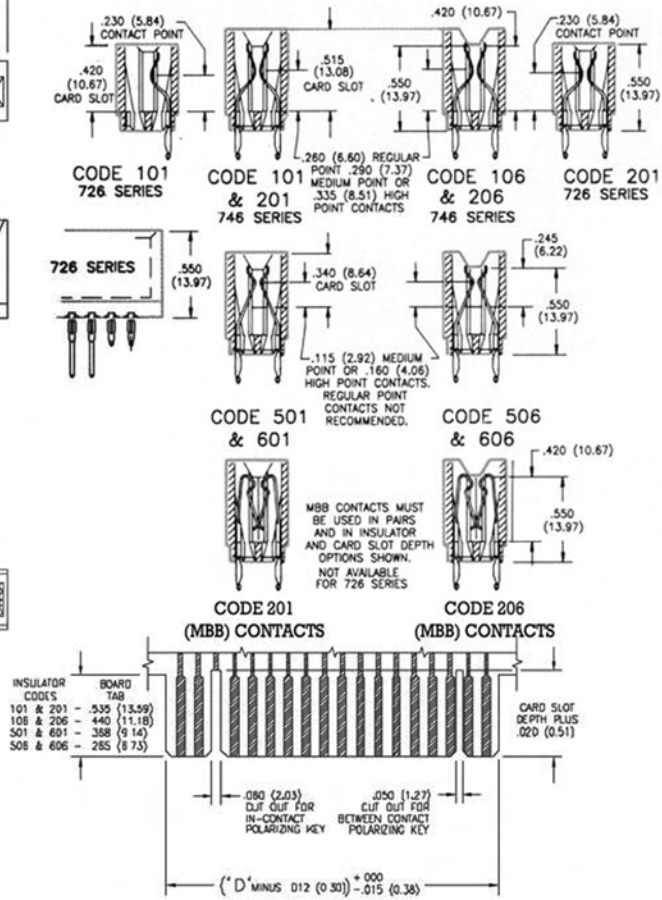 .230 (5.84)
CONTACT POINT
.420
(10.67)
CARD SLOT
.515
(13.08)
CARD SLOT
.420 (10.67)
.550
(13.97)
.230 (5.84)
CONTACT POINT
.550
(13.97)
CODE 101
726 SERIES
CODE 101
& 201
746 SERIES
.260 (6.60) REGULAR
POINT .290 (7.37)
MEDIUM POINT OR
.335 (8.51) HIGH
POINT CONTACTS
CODE 106
& 206
746 SERIES
CODE 201
726 SERIES
726 SERIES
.550
(13.97)
.340 (8.64)
CARD SLOT
.245
(6.22)
.550
(13.97)
.115 (2.92) MEDIUM
POINT OR .160 (4.06)
HIGH POINT CONTACTS.
REGULAR POINT
CONTACTS NOT
RECOMMENDED.
CODE 501
& 601
CODE 506
& 606
.420 (10.67)
.550
(13.97)
MBB CONTACTS MUST
BE USED IN PAIRS
AND IN INSULATOR
AND CARD SLOT DEPTH
OPTIONS SHOWN.
NOT AVAILABLE
FOR 726 SERIES
CODE 201
(MBB) CONTACTS
CODE 206
(MBB) CONTACTS
INSULATOR CODES BOARD TAB
101 & 201 - .535 (13.59)
106 & 206 - .440 (11.18)
501 & 601 - .368 (9.14)
506 & 606 - .265 (6.73)
CARD SLOT
DEPTH PLUS
.020 (0.51)
.080 (2.03)
CUT OUT FOR
IN-CONTACT
POLARIZING KEY
.050 (1.27)
CUT OUT FOR
BETWEEN CONTACT
POLARIZING KEY
("D" MINUS .012 (0.30)) +.000 -.015 (0.38)